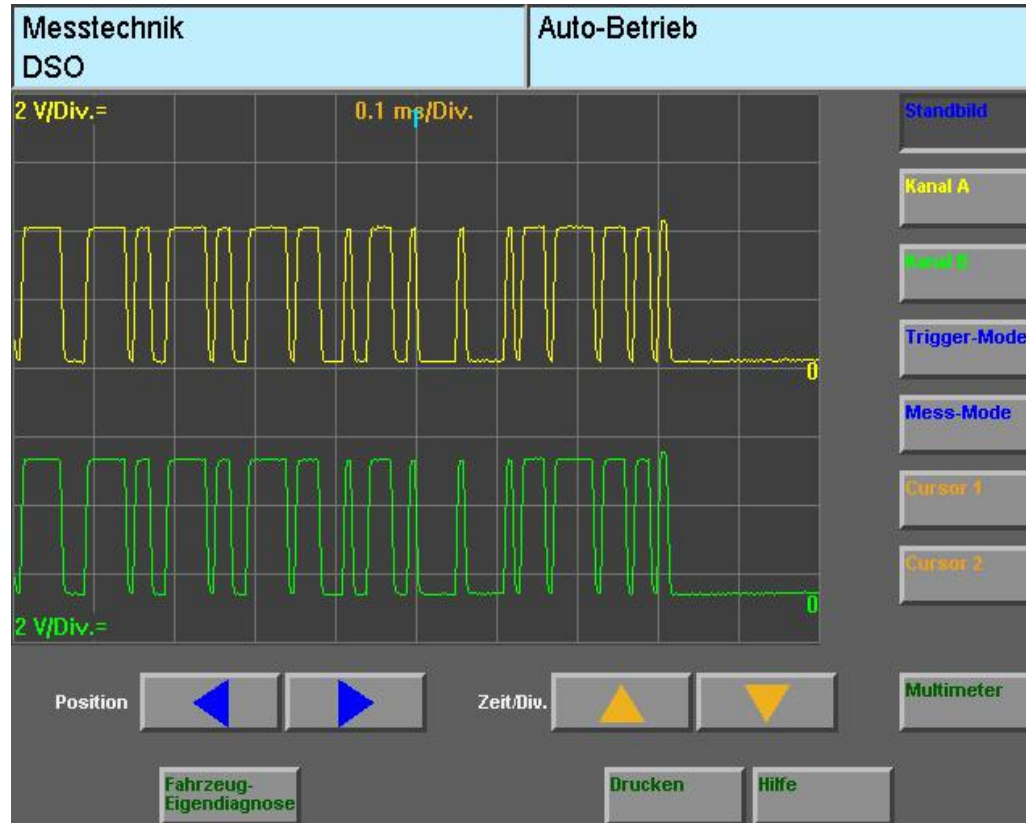 Messtechnik
DSO
Auto-Betrieb
2 V/Div.=
0.1 ms/Div.
0
0
2 V/Div.=
Standbild
Kanal A
Kanal B
Trigger-Mode
Mess-Mode
Cursor 1
Cursor 2
Multimeter
Position
Zeit/Div.
Fahrzeug-
Eigendiagnose
Drucken
Hilfe